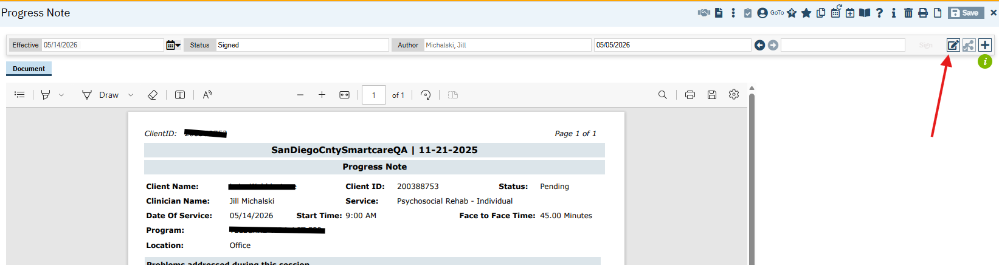 Progress Note
GoTo
Save
Effective 05/14/2026 Status Signed Author Michalski, Jill 05/05/2026 Sign
Document
Draw 1 of 1
ClientID: Page 1 of 1
SanDiegoCntySmartcareQA | 11-21-2025
Progress Note
Client Name: Client ID: 200388753 Status: Pending
Clinician Name: Jill Michalski Service: Psychosocial Rehab - Individual
Date Of Service: 05/14/2026 Start Time: 9:00 AM Face to Face Time: 45.00 Minutes
Program:
Location: Office
Problems addressed during this session